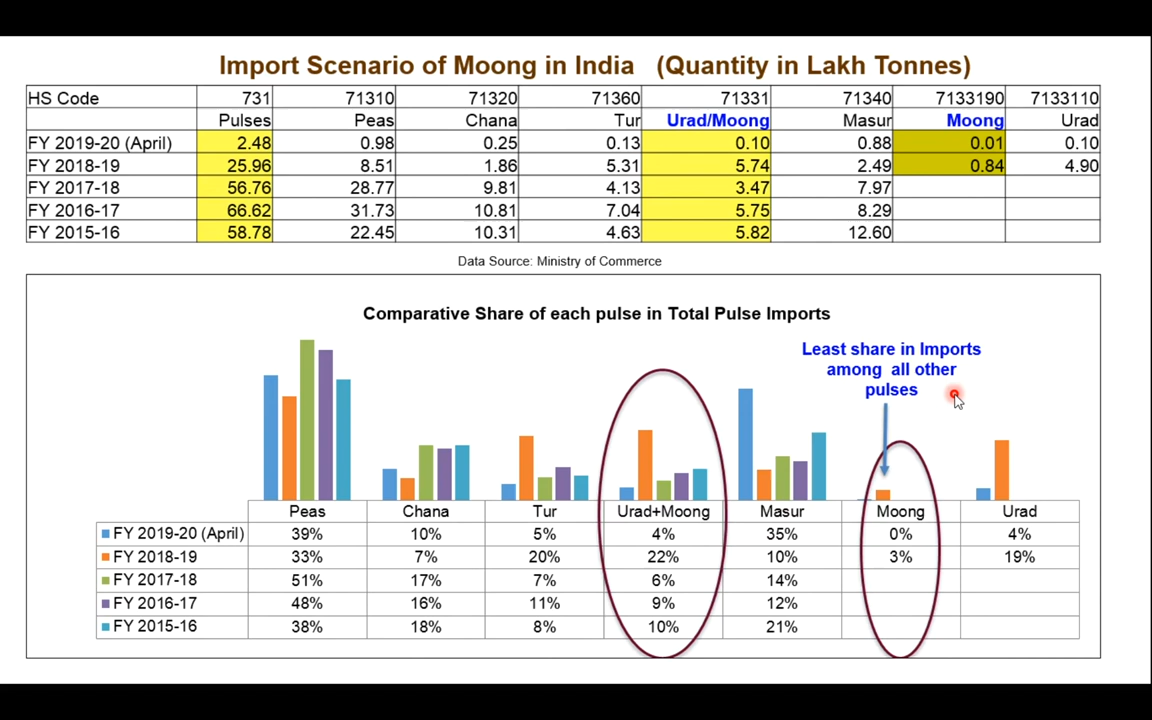 Import Scenario of Moong in India (Quantity in Lakh Tonnes)
HS Code 731 71310 71320 71360 71331 71340 7133190 7133110
Pulses Peas Chana Tur Urad/Moong Masur Moong Urad
FY 2019-20 (April) 2.48 0.98 0.25 0.13 0.10 0.88 0.01 0.10
FY 2018-19 25.96 8.51 1.86 5.31 5.74 2.49 0.84 4.90
FY 2017-18 56.76 28.77 9.81 4.13 3.47 7.97
FY 2016-17 66.62 31.73 10.81 7.04 5.75 8.29
FY 2015-16 58.78 22.45 10.31 4.63 5.82 12.60
Data Source: Ministry of Commerce
Comparative Share of each pulse in Total Pulse Imports
Least share in Imports
among all other
pulses
Peas Chana Tur Urad+Moong Masur Moong Urad
FY 2019-20 (April) 39% 10% 5% 4% 35% 0% 4%
FY 2018-19 33% 7% 20% 22% 10% 3% 19%
FY 2017-18 51% 17% 7% 6% 14%
FY 2016-17 48% 16% 11% 9% 12%
FY 2015-16 38% 18% 8% 10% 21%